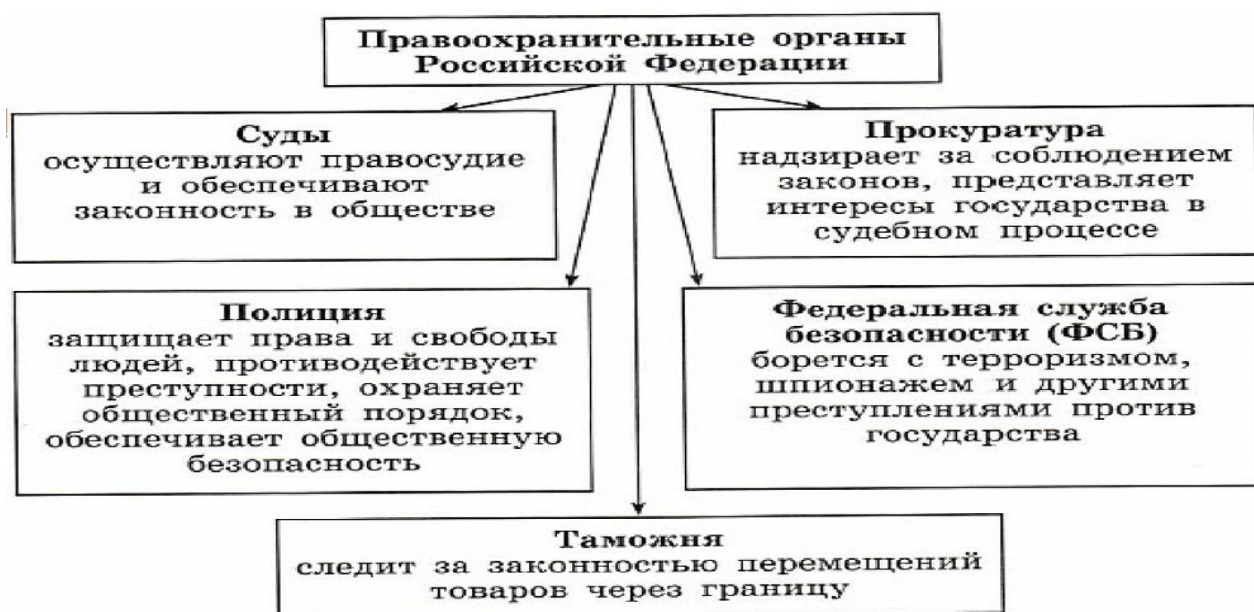 Правоохранительные органы
Российской Федерации
Суды
осуществляют правосудие
и обеспечивают
законность в обществе
Прокуратура
надзирает за соблюдением
законов, представляет
интересы государства в
судебном процессе
Полиция
защищает права и свободы
людей, противодействует
преступности, охраняет
общественный порядок,
обеспечивает общественную
безопасность
Федеральная служба
безопасности (ФСБ)
борется с терроризмом,
шпионажем и другими
преступлениями против
государства
Таможня
следит за законностью перемещений
товаров через границу